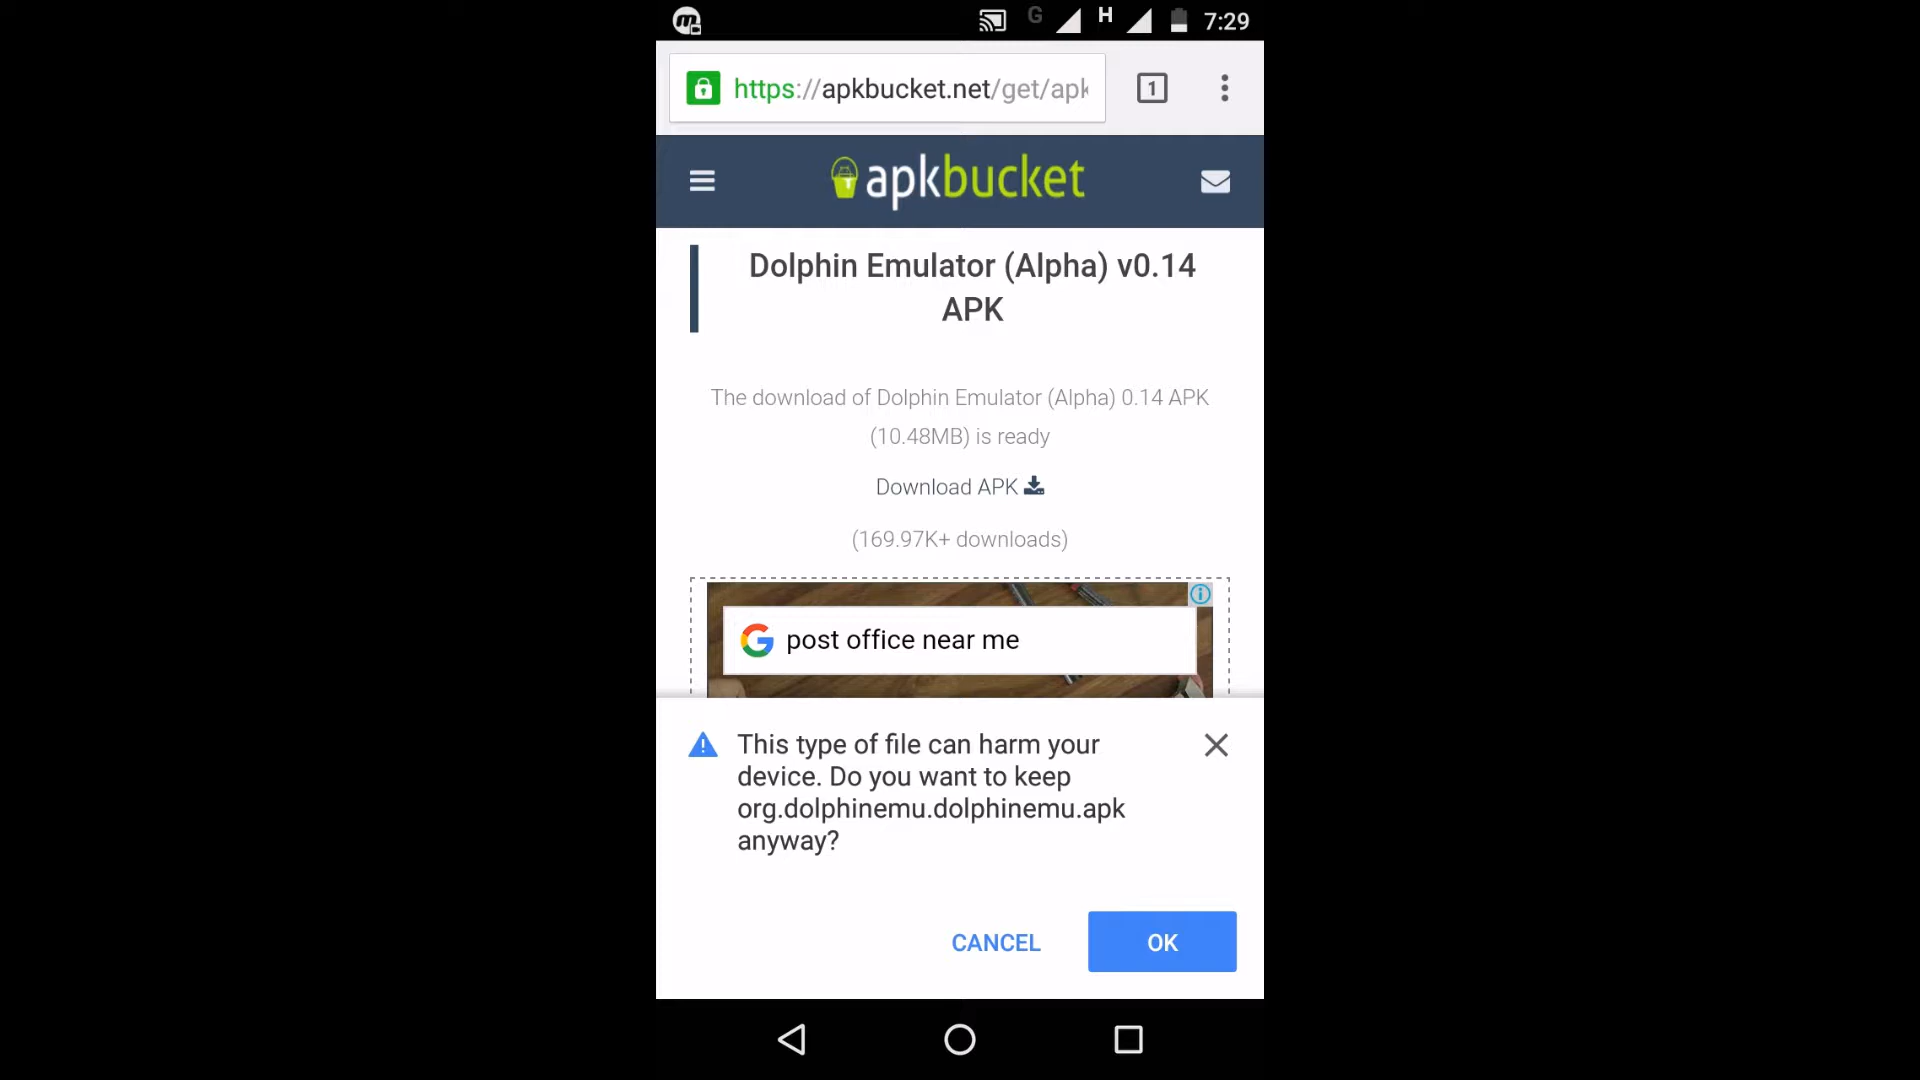 G H 7:29
https://apkbucket.net/get/apk
1
apkbucket
Dolphin Emulator (Alpha) v0.14
APK
The download of Dolphin Emulator (Alpha) 0.14 APK
(10.48MB) is ready
Download APK
(169.97K+ downloads)
G post office near me
This type of file can harm your
device. Do you want to keep
org.dolphinemu.dolphinemu.apk
anyway?
CANCEL OK